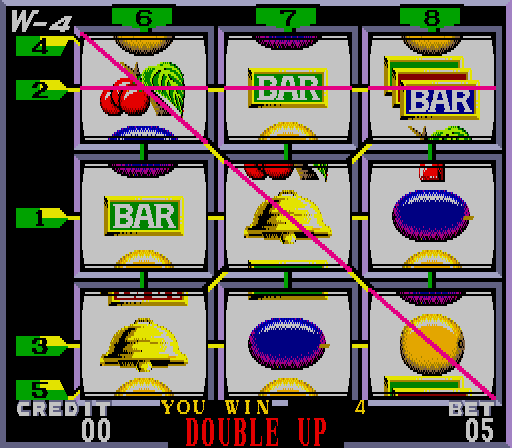 W-4 6 7 8
4
2 BAR BAR
1 BAR
3
5
CREDIT YOU WIN 4 BET
00 DOUBLE UP 05